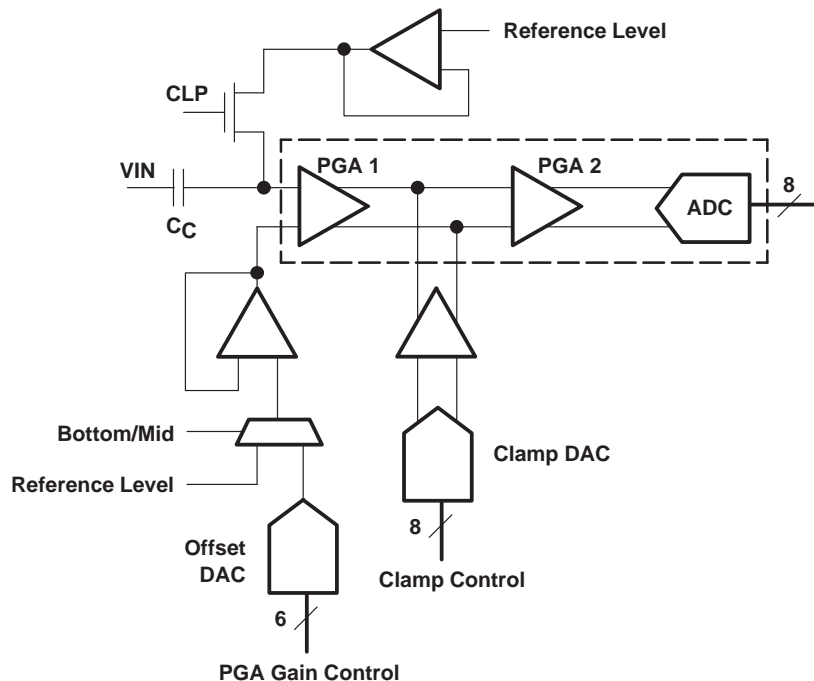 Reference Level
CLP
VIN
CC
PGA 1
PGA 2
ADC
8
Bottom/Mid
Reference Level
Clamp DAC
8
Clamp Control
Offset
DAC
6
PGA Gain Control